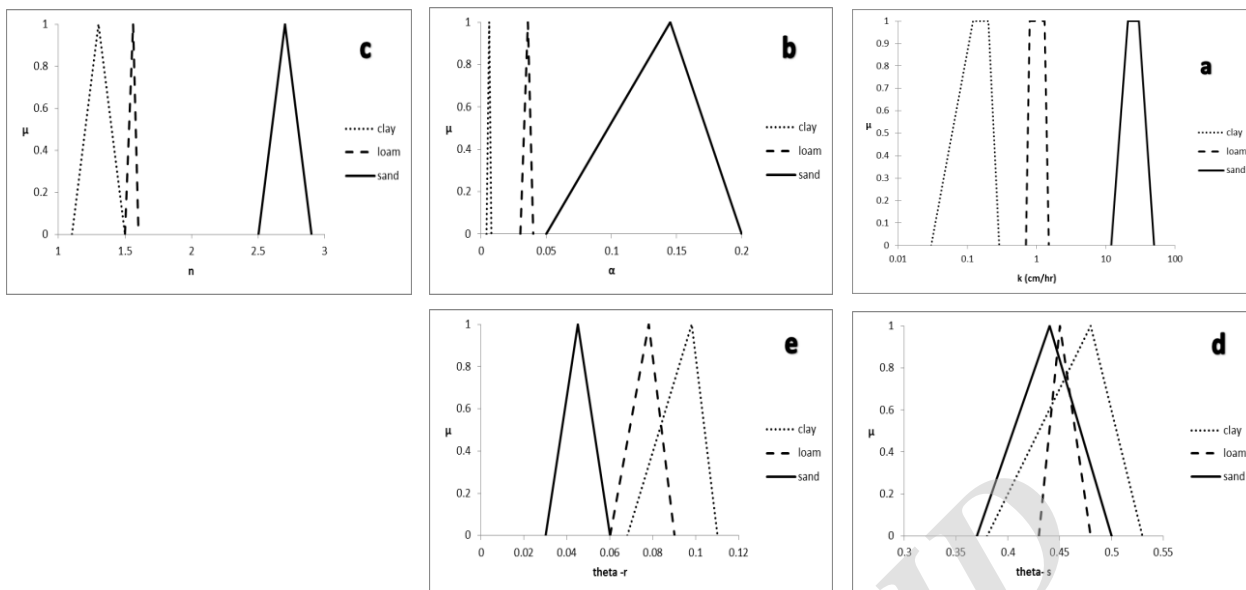 c
1
0.8
0.6
μ
0.4
0.2
0
1
1.5
2
2.5
3
n
clay
loam
sand
b
1
0.8
0.6
μ
0.4
0.2
0
0
0.05
0.1
0.15
0.2
α
clay
loam
sand
a
1
0.9
0.8
0.7
0.6
μ
0.5
0.4
0.3
0.2
0.1
0
0.01
0.1
1
10
100
k (cm/hr)
clay
loam
sand
e
1
0.8
0.6
μ
0.4
0.2
0
0
0.02
0.04
0.06
0.08
0.1
0.12
theta -r
clay
loam
sand
d
1
0.8
0.6
μ
0.4
0.2
0
0.3
0.35
0.4
0.45
0.5
0.55
theta- s
clay
loam
sand